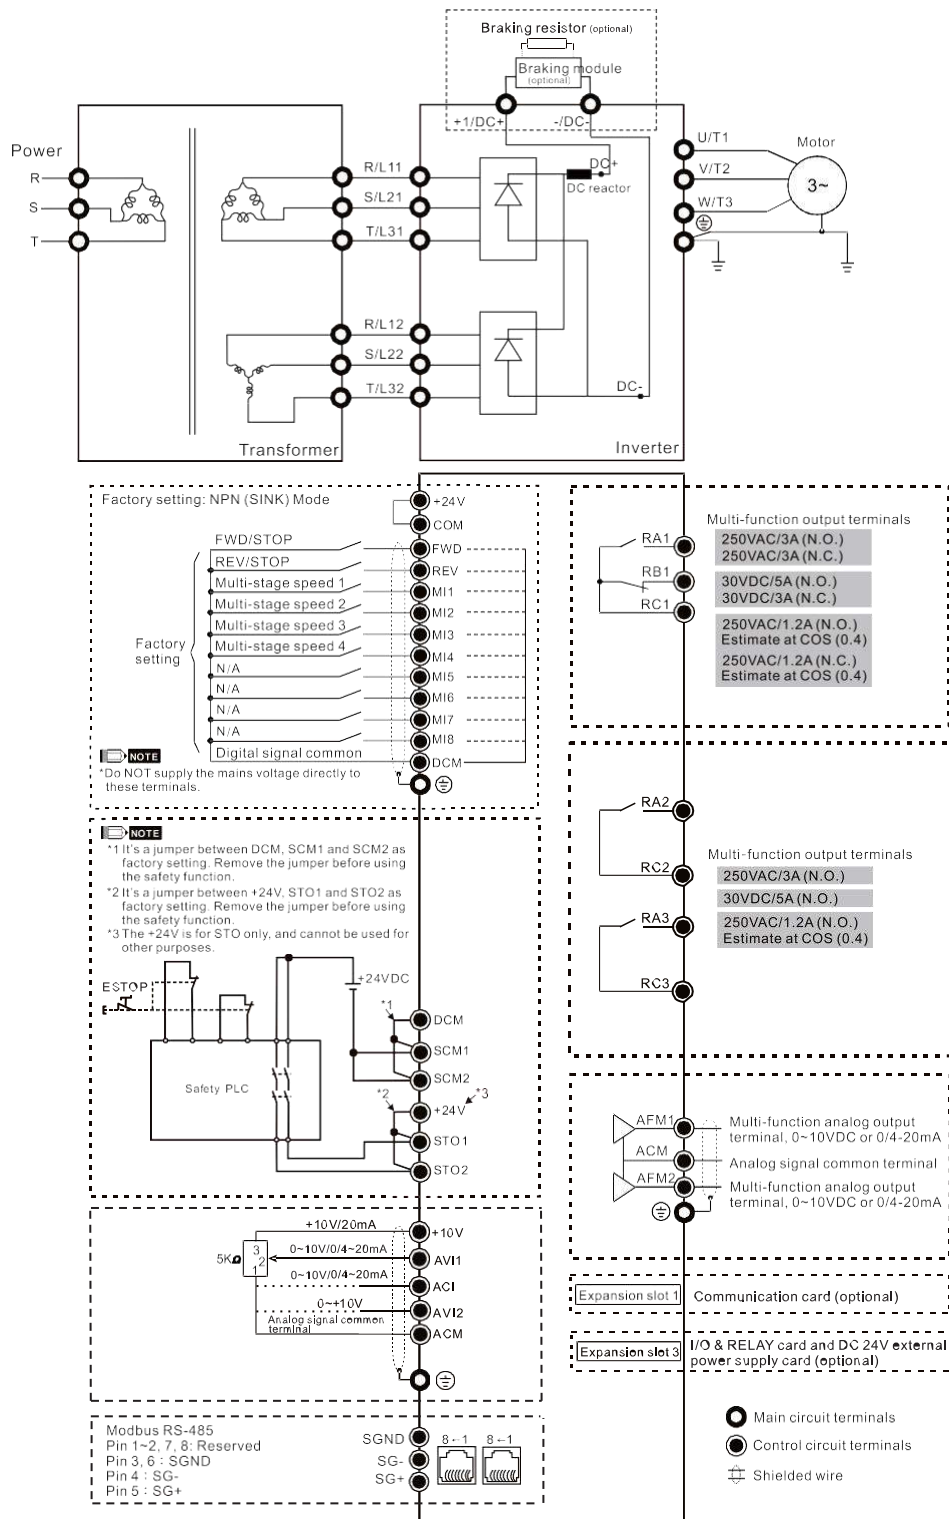 Braking resistor (optional)
Braking module
(optional)
+1/DC+
-/DC-
Power
R
S
T
R/L11
S/L21
T/L31
R/L12
S/L22
T/L32
DC+
DC reactor
DC-
U/T1
V/T2
W/T3
Motor
3~
Transformer
Inverter
Factory setting: NPN (SINK) Mode
+24V
COM
FWD/STOP
FWD
REV/STOP
REV
Multi-stage speed 1
MI1
Multi-stage speed 2
MI2
Multi-stage speed 3
MI3
Multi-stage speed 4
MI4
Factory
setting
N/A
MI5
N/A
MI6
N/A
MI7
N/A
MI8
Digital signal common
DCM
NOTE
*Do NOT supply the mains voltage directly to
these terminals.
NOTE
*1 It's a jumper between DCM, SCM1 and SCM2 as
factory setting. Remove the jumper before using
the safety function.
*2 It's a jumper between +24V, STO1 and STO2 as
factory setting. Remove the jumper before using
the safety function.
*3 The +24V is for STO only, and cannot be used for
other purposes.
ESTOP
+24VDC
Safety PLC
*1
DCM
SCM1
SCM2
*2
+24V
*3
STO1
STO2
+10V/20mA
+10V
5KΩ
3
2
1
0~10V/0/4~20mA
AVI1
0~10V/0/4~20mA
ACI
0~+10V
AVI2
Analog signal common
terminal
ACM
Modbus RS-485
Pin 1~2, 7, 8: Reserved
Pin 3, 6 : SGND
Pin 4 : SG-
Pin 5 : SG+
SGND
SG-
SG+
8←1
8←1
RA1
RB1
RC1
Multi-function output terminals
250VAC/3A (N.O.)
250VAC/3A (N.C.)
30VDC/5A (N.O.)
30VDC/3A (N.C.)
250VAC/1.2A (N.O.)
Estimate at COS (0.4)
250VAC/1.2A (N.C.)
Estimate at COS (0.4)
RA2
RC2
RA3
RC3
Multi-function output terminals
250VAC/3A (N.O.)
30VDC/5A (N.O.)
250VAC/1.2A (N.O.)
Estimate at COS (0.4)
AFM1
Multi-function analog output
terminal, 0~10VDC or 0/4-20mA
ACM
Analog signal common terminal
AFM2
Multi-function analog output
terminal, 0~10VDC or 0/4-20mA
Expansion slot 1
Communication card (optional)
Expansion slot 3
I/O & RELAY card and DC 24V external
power supply card (optional)
Main circuit terminals
Control circuit terminals
Shielded wire